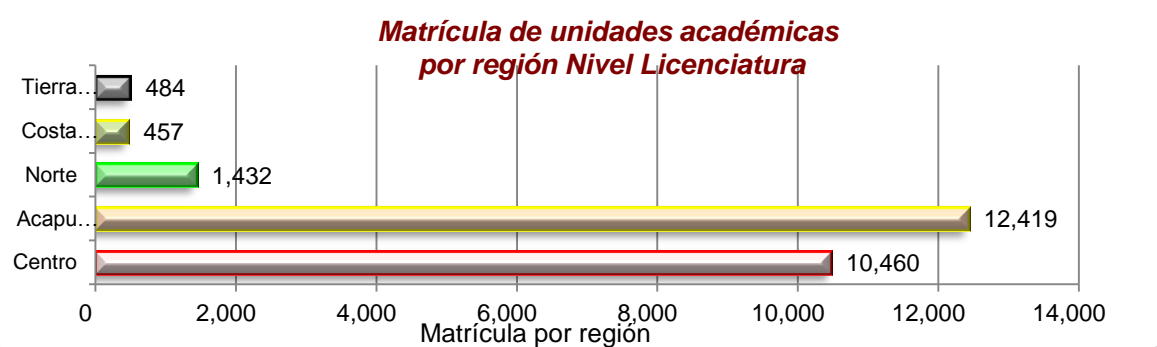 Matrícula de unidades académicas
por región Nivel Licenciatura
Tierra… 484
Costa… 457
Norte 1,432
Acapu… 12,419
Centro 10,460
0 2,000 4,000 6,000 8,000 10,000 12,000 14,000
Matrícula por región